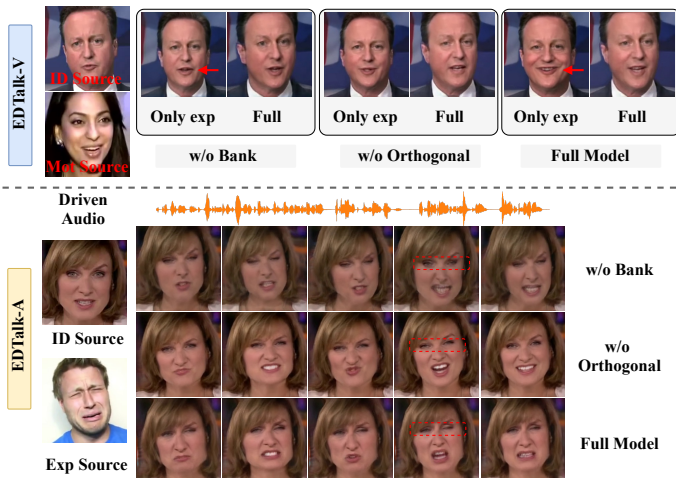 EDTalk-V
ID Source
Mot Source
Only exp
Full
Only exp
Full
Only exp
Full
w/o Bank
w/o Orthogonal
Full Model
Driven
Audio
EDTalk-A
ID Source
Exp Source
w/o Bank
w/o
Orthogonal
Full Model